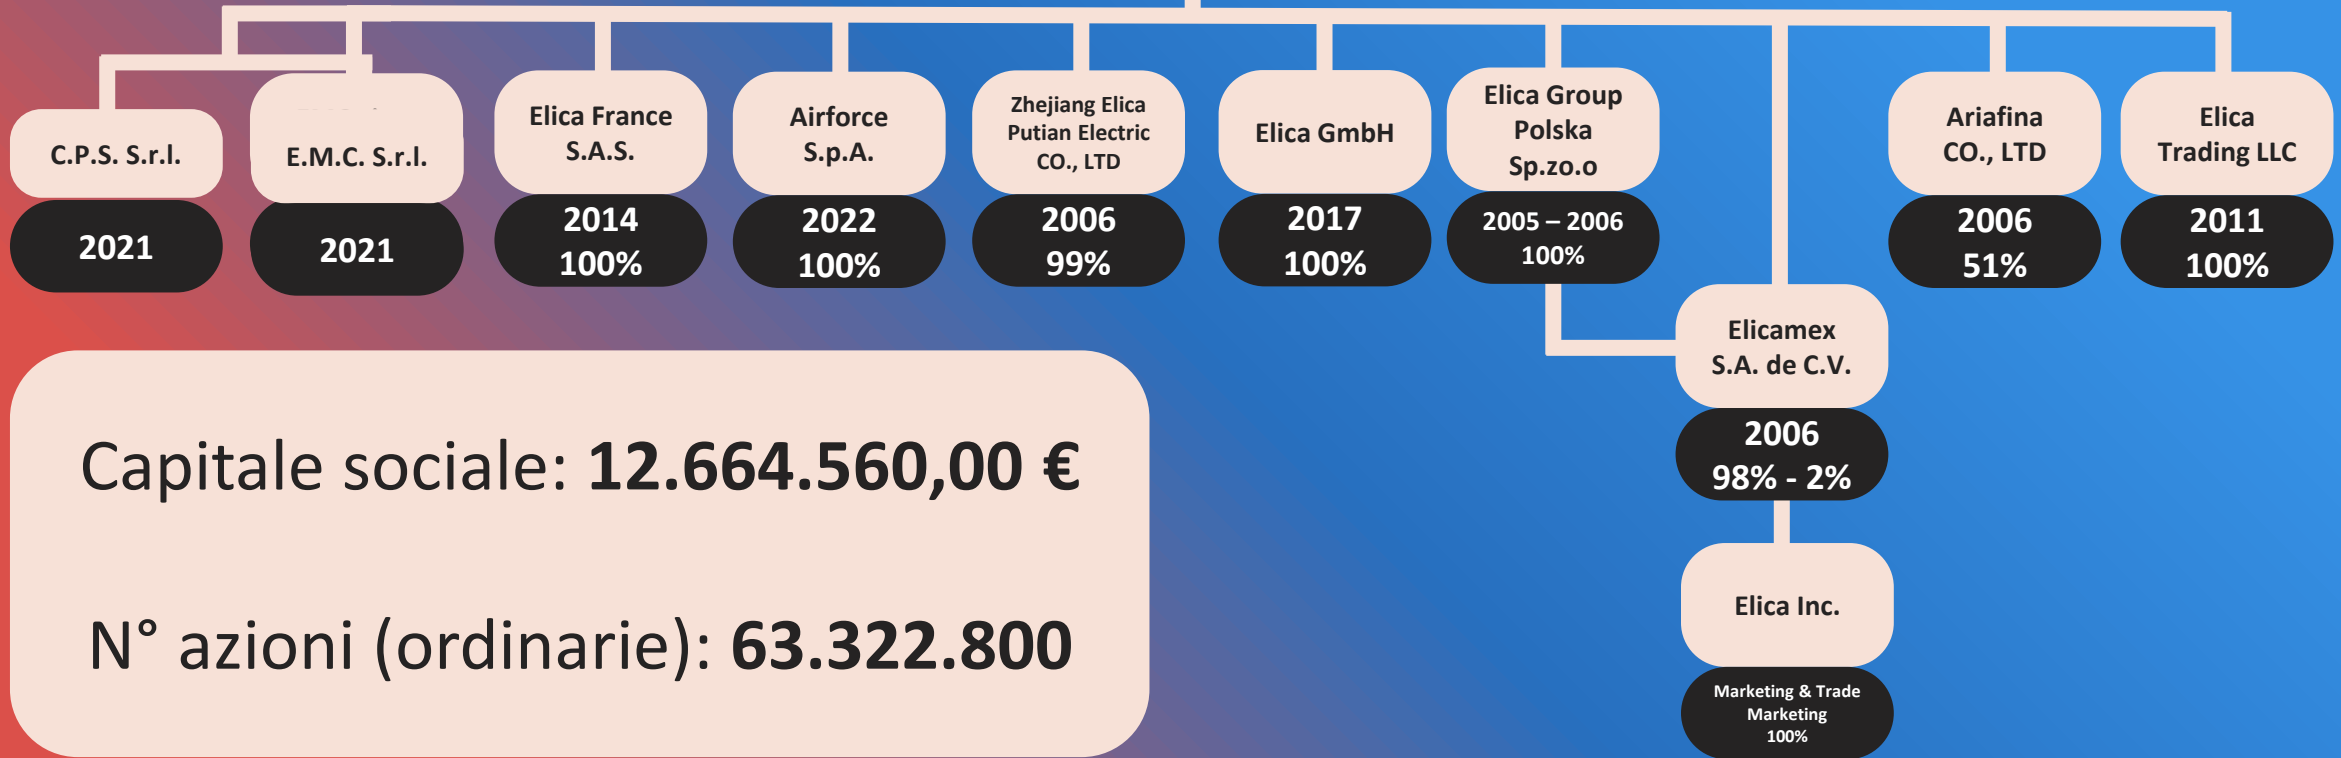 C.P.S. S.r.l.
2021
E.M.C. S.r.l.
2021
Elica France
S.A.S.
2014
100%
Airforce
S.p.A.
2022
100%
Zhejiang Elica
Putian Electric
CO., LTD
2006
99%
Elica GmbH
2017
100%
Elica Group
Polska
Sp.zo.o
2005 – 2006
100%
Elicamex
S.A. de C.V.
2006
98% - 2%
Elica Inc.
Marketing & Trade
Marketing
100%
Ariafina
CO., LTD
2006
51%
Elica
Trading LLC
2011
100%
Capitale sociale: 12.664.560,00 €
N° azioni (ordinarie): 63.322.800